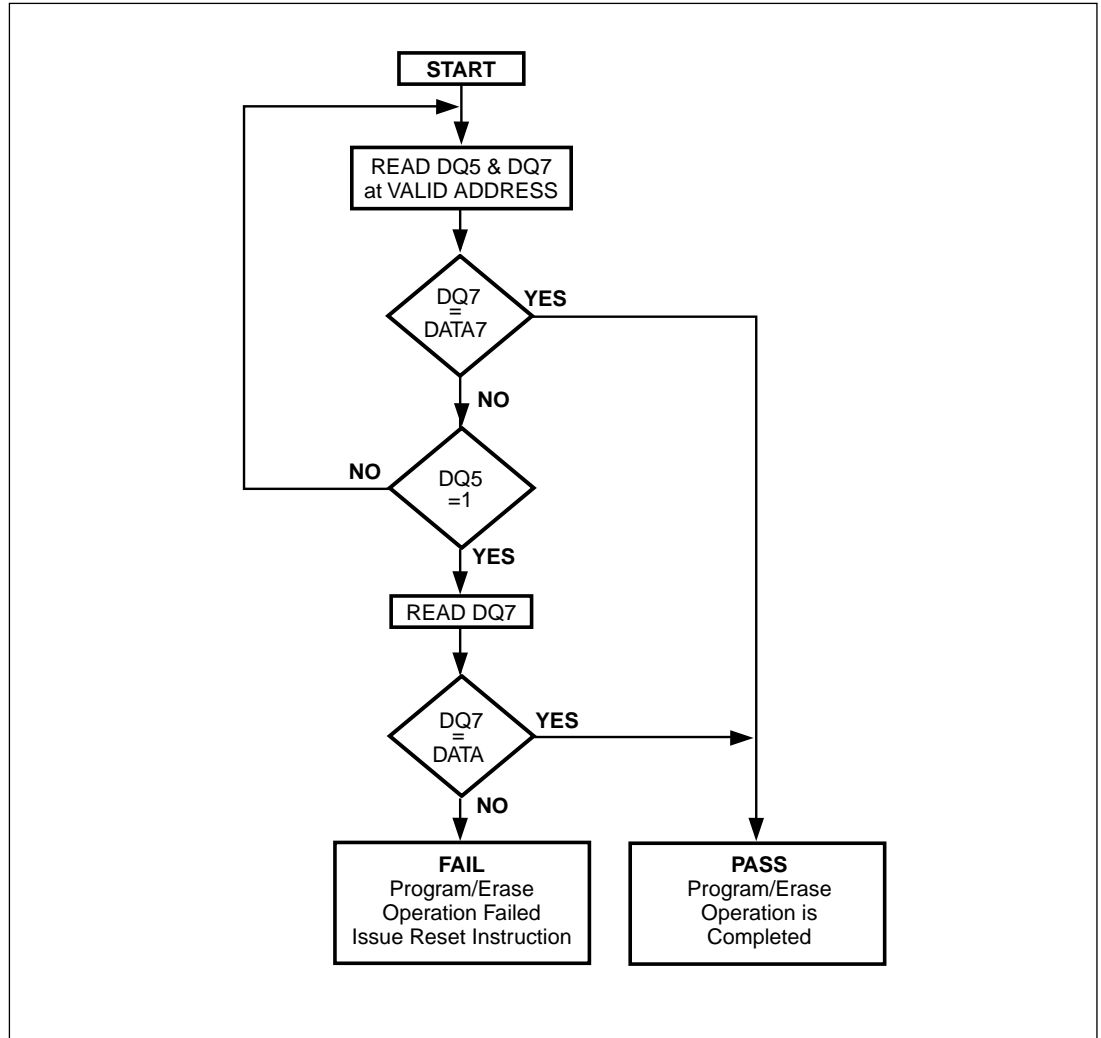 START
READ DQ5 & DQ7
at VALID ADDRESS
DQ7
=
DATA7
YES
NO
DQ5
=1
NO
YES
READ DQ7
DQ7
=
DATA
YES
NO
FAIL
Program/Erase
Operation Failed
Issue Reset Instruction
PASS
Program/Erase
Operation is
Completed